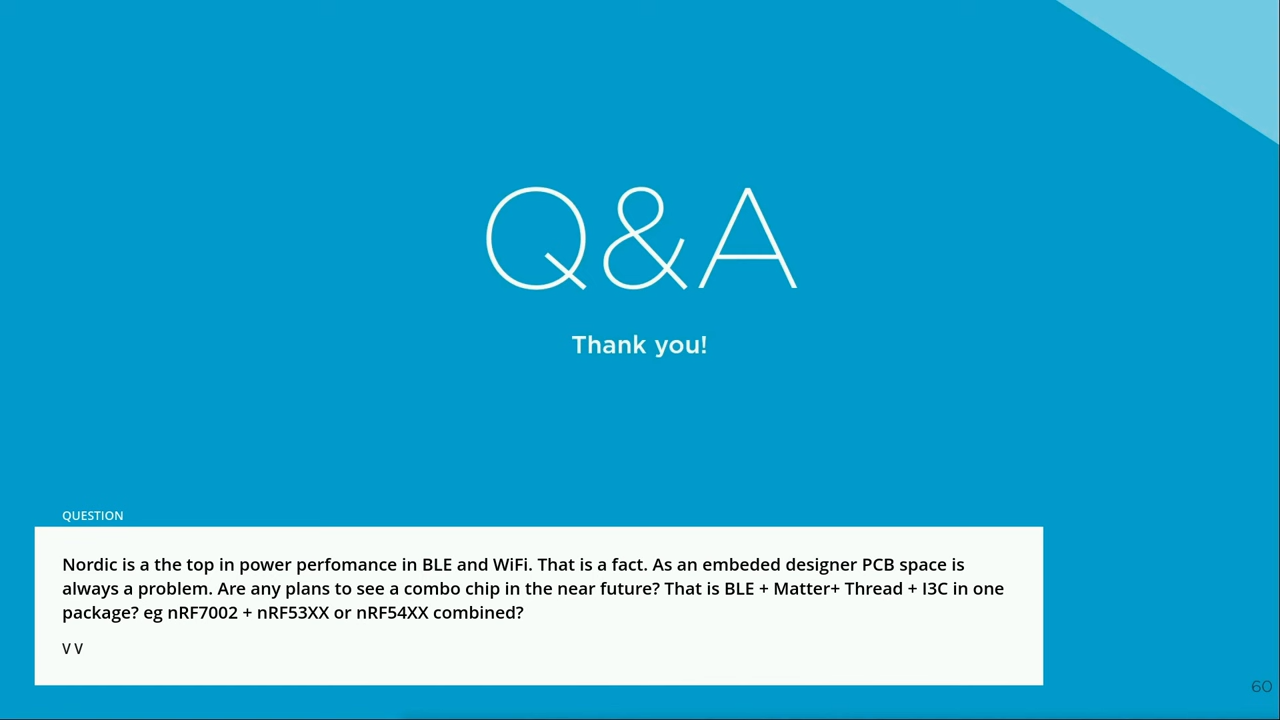 Q&A
Thank you!
QUESTION
Nordic is a the top in power perfomance in BLE and WiFi. That is a fact. As an embeded designer PCB space is
always a problem. Are any plans to see a combo chip in the near future? That is BLE + Matter+ Thread + I3C in one
package? eg nRF7002 + nRF53XX or nRF54XX combined?
V V
60